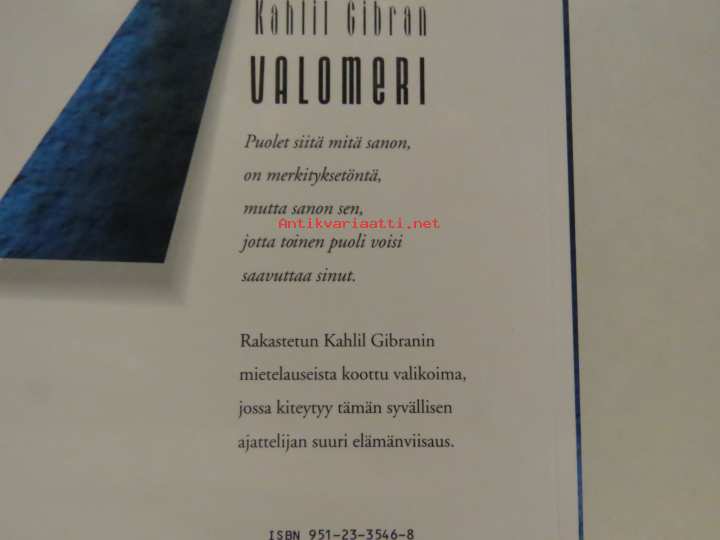 Kahlil Gibran
VALOMERI
Puolet siitä mitä sanon,
on merkityksetöntä,
mutta sanon sen,
Antikvariaatti.net
jotta toinen puoli voisi
saavuttaa sinut.
Rakastetun Kahlil Gibranin
mietelauseista koottu valikoima,
jossa kiteytyy tämän syvällisen
ajattelijan suuri elämänviisaus.
ISBN 951-23-3546-8